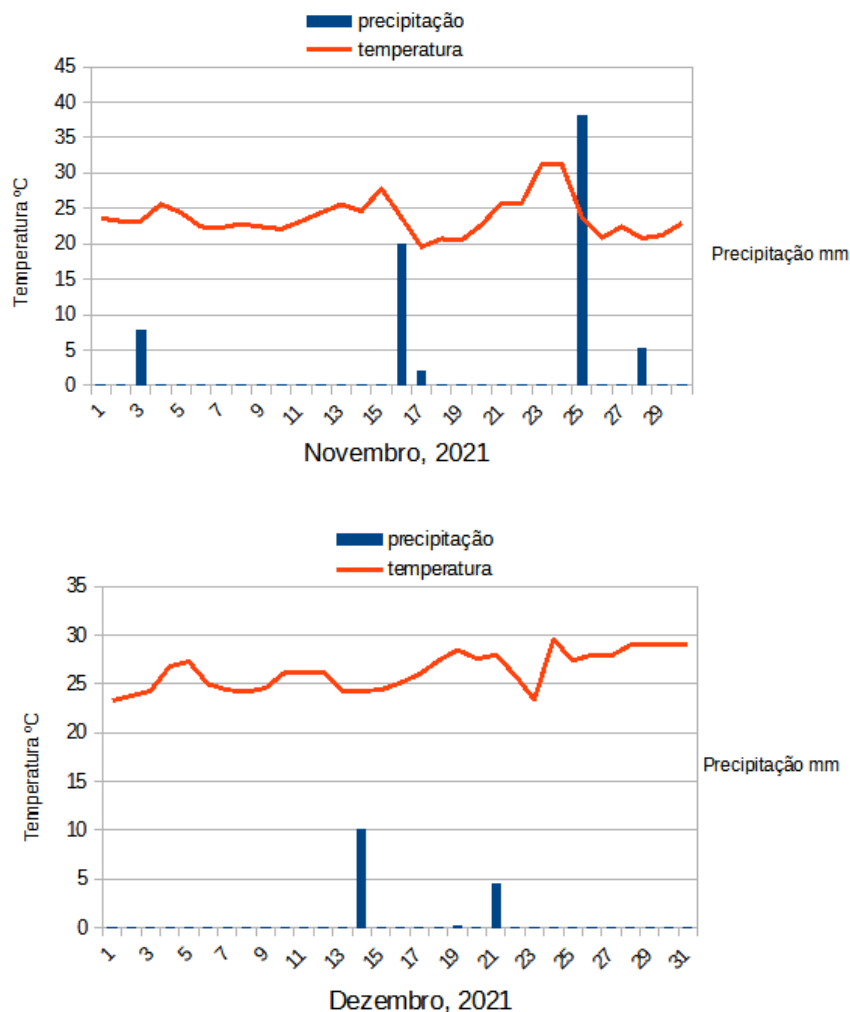 precipitação
temperatura
45
40
35
30
25
20
15
10
5
0
Temperatura ºC
Precipitação mm
1 3 5 7 9 11 13 15 17 19 21 23 25 27 29
Novembro, 2021
precipitação
temperatura
35
30
25
20
15
10
5
0
Temperatura ºC
Precipitação mm
1 3 5 7 9 11 13 15 17 19 21 23 25 27 29 31
Dezembro, 2021